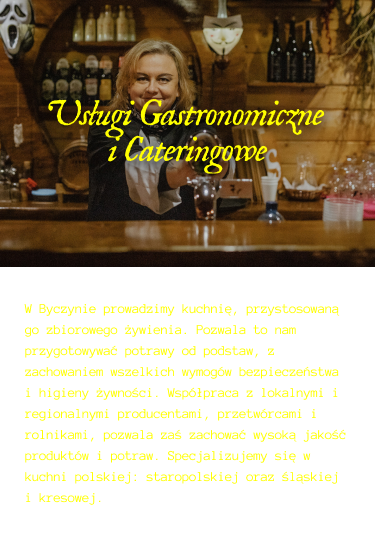 Usługi Gastronomiczne
i Cateringowe
W Byczynie prowadzimy kuchnię, przystosowaną
do zbiorowego żywienia. Pozwala to nam
przygotowywać potrawy od podstaw, z
zachowaniem wszelkich wymogów bezpieczeństwa
i higieny żywności. Współpraca z lokalnymi i
regionalnymi producentami, przetwórcami i
rolnikami, pozwala zaś zachować wysoką jakość
produktów i potraw. Specjalizujemy się w
kuchni polskiej: staropolskiej oraz śląskiej
i kresowej.